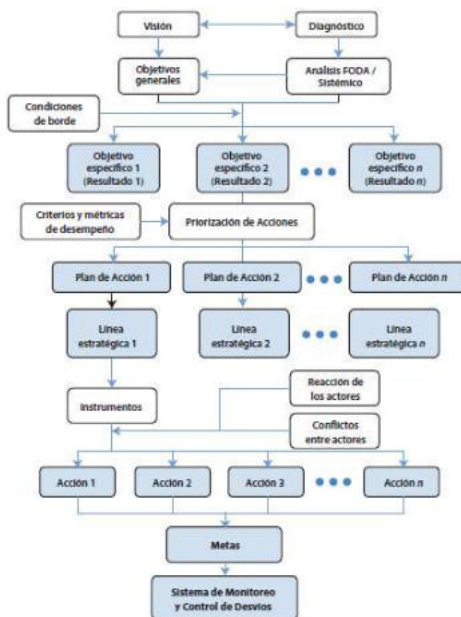 Visión
Diagnóstico
Objetivos
generales
Análisis FODA /
Sistémico
Condiciones
de borde
Objetivo
específico 1
(Resultado 1)
Objetivo
específico 2
(Resultado 2)
Objetivo
específico n
(Resultado n)
Criterios y métricas
de desempeño
Priorización de Acciones
Plan de Acción 1
Plan de Acción 2
Plan de Acción n
Línea
estratégica 1
Línea
estratégica 2
Línea
estratégica n
Reacción de
los actores
Instrumentos
Conflictos
entre actores
Acción 1
Acción 2
Acción 3
Acción n
Metas
Sistema de Monitoreo
y Control de Desvíos